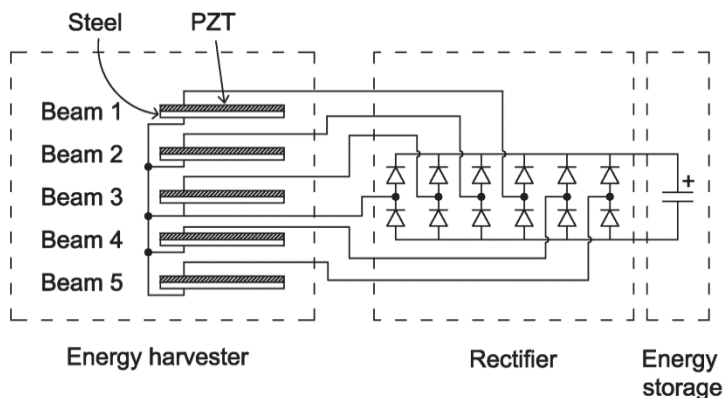 Steel
PZT
Beam 1
Beam 2
Beam 3
Beam 4
Beam 5
+
Energy harvester
Rectifier
Energy
storage